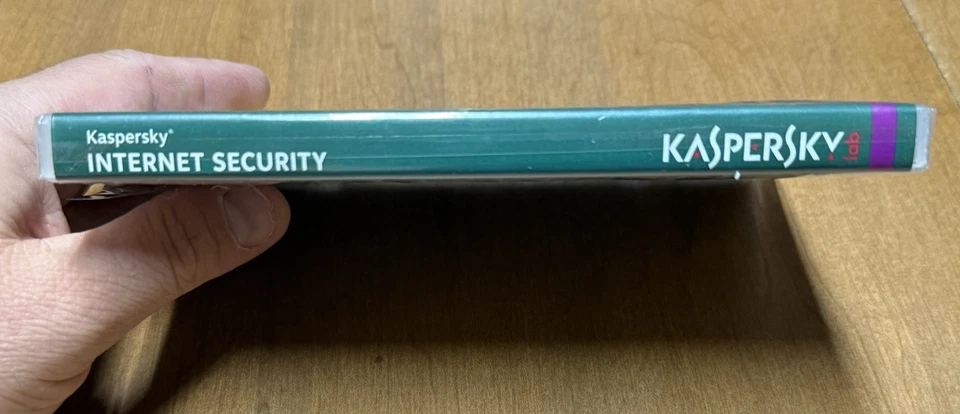 Kaspersky®
INTERNET SECURITY
KASPERSKY lab